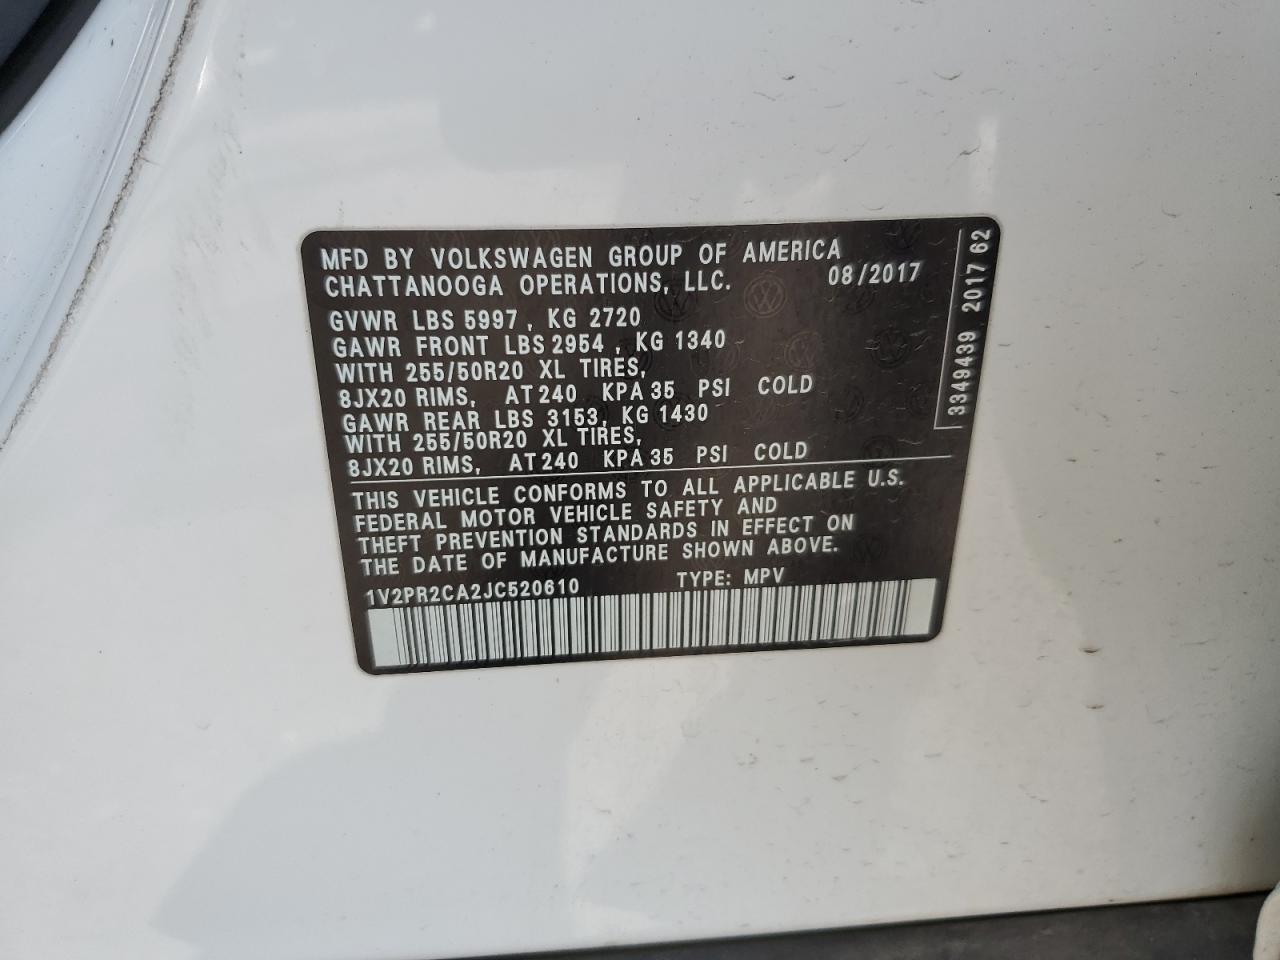 MFD BY VOLKSWAGEN GROUP OF AMERICA
CHATTANOOGA OPERATIONS, LLC. 08/2017
GVWR LBS 5997, KG 2720
GAWR FRONT LBS 2954, KG 1340
WITH 255/50R20 XL TIRES,
8JX20 RIMS, AT 240 KPA 35 PSI COLD
GAWR REAR LBS 3153, KG 1430
WITH 255/50R20 XL TIRES,
8JX20 RIMS, AT 240 KPA 35 PSI COLD
THIS VEHICLE CONFORMS TO ALL APPLICABLE U.S.
FEDERAL MOTOR VEHICLE SAFETY AND
THEFT PREVENTION STANDARDS IN EFFECT ON
THE DATE OF MANUFACTURE SHOWN ABOVE.
1V2PR2CA2JC520610 TYPE: MPV
3349439 2017 62